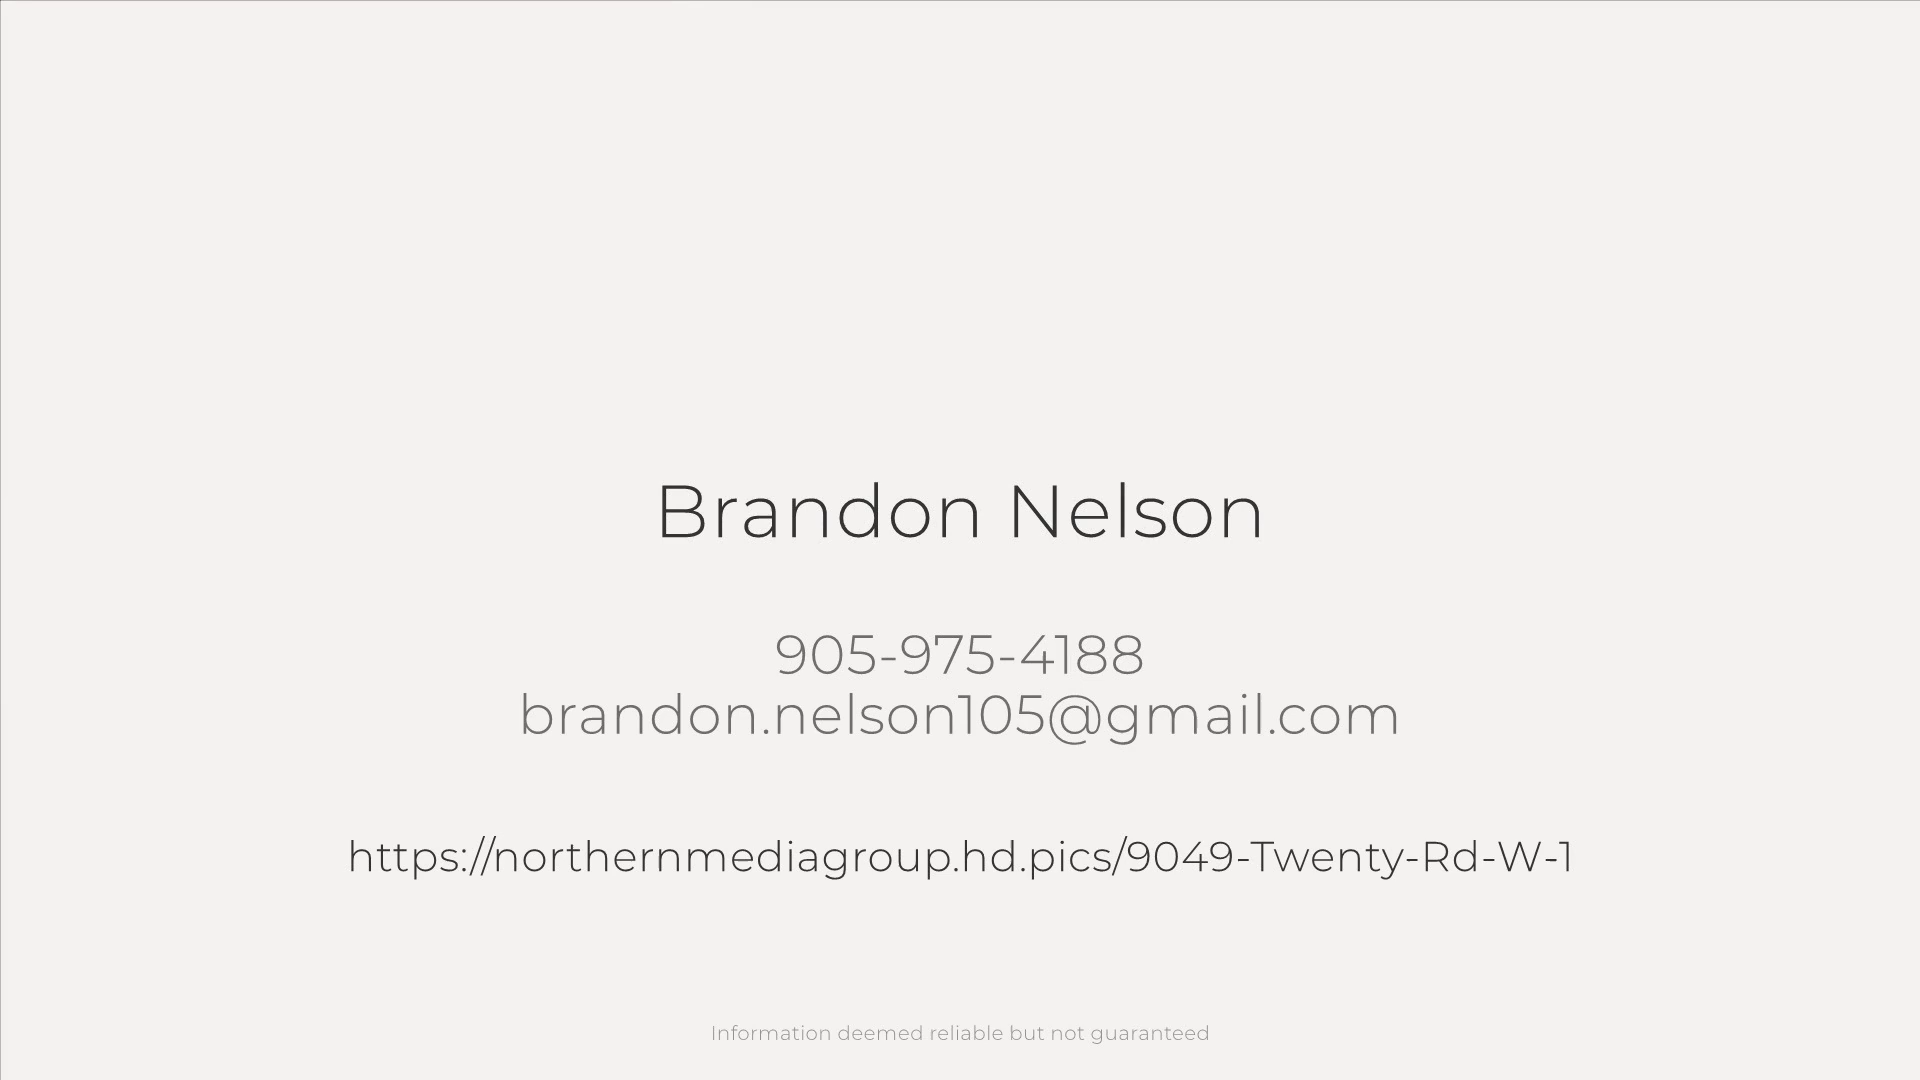 Brandon Nelson
905-975-4188
brandon.nelson105@gmail.com
https://northernmediagroup.hd.pics/9049-Twenty-Rd-W-1
Information deemed reliable but not guaranteed